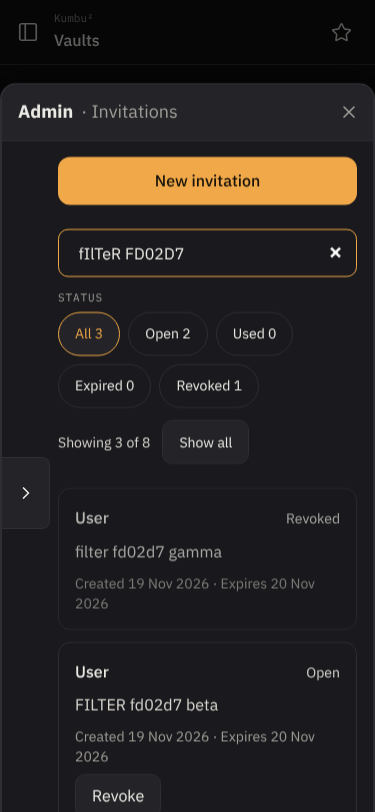 Kumbu²
Vaults
Admin · Invitations
New invitation
fIlTeR FD02D7
STATUS
All 3
Open 2
Used 0
Expired 0
Revoked 1
Showing 3 of 8
Show all
User
Revoked
filter fd02d7 gamma
Created 19 Nov 2026 · Expires 20 Nov
2026
User
Open
FILTER fd02d7 beta
Created 19 Nov 2026 · Expires 20 Nov
2026
Revoke